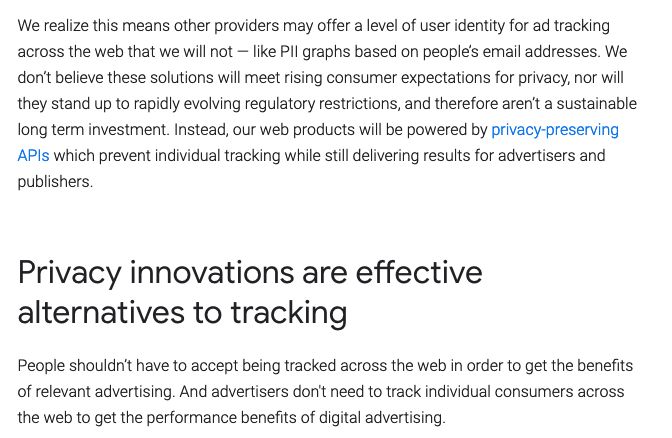 We realize this means other providers may offer a level of user identity for ad tracking
across the web that we will not — like PII graphs based on people’s email addresses. We
don’t believe these solutions will meet rising consumer expectations for privacy, nor will
they stand up to rapidly evolving regulatory restrictions, and therefore aren’t a sustainable
long term investment. Instead, our web products will be powered by privacy-preserving
APIs which prevent individual tracking while still delivering results for advertisers and
publishers.
Privacy innovations are effective
alternatives to tracking
People shouldn’t have to accept being tracked across the web in order to get the benefits
of relevant advertising. And advertisers don't need to track individual consumers across
the web to get the performance benefits of digital advertising.